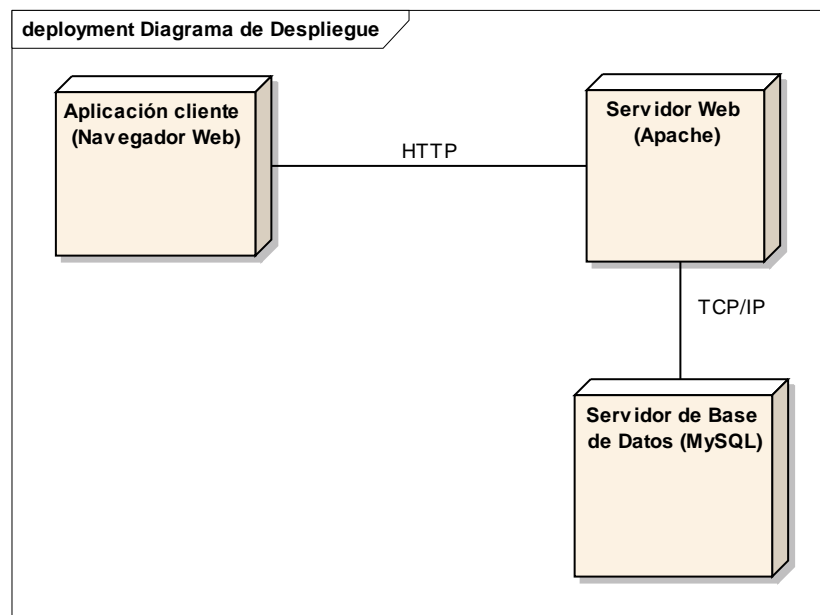 deployment Diagrama de Despliegue
Aplicación cliente
(Navegador Web)
HTTP
Servidor Web
(Apache)
TCP/IP
Servidor de Base
de Datos (MySQL)